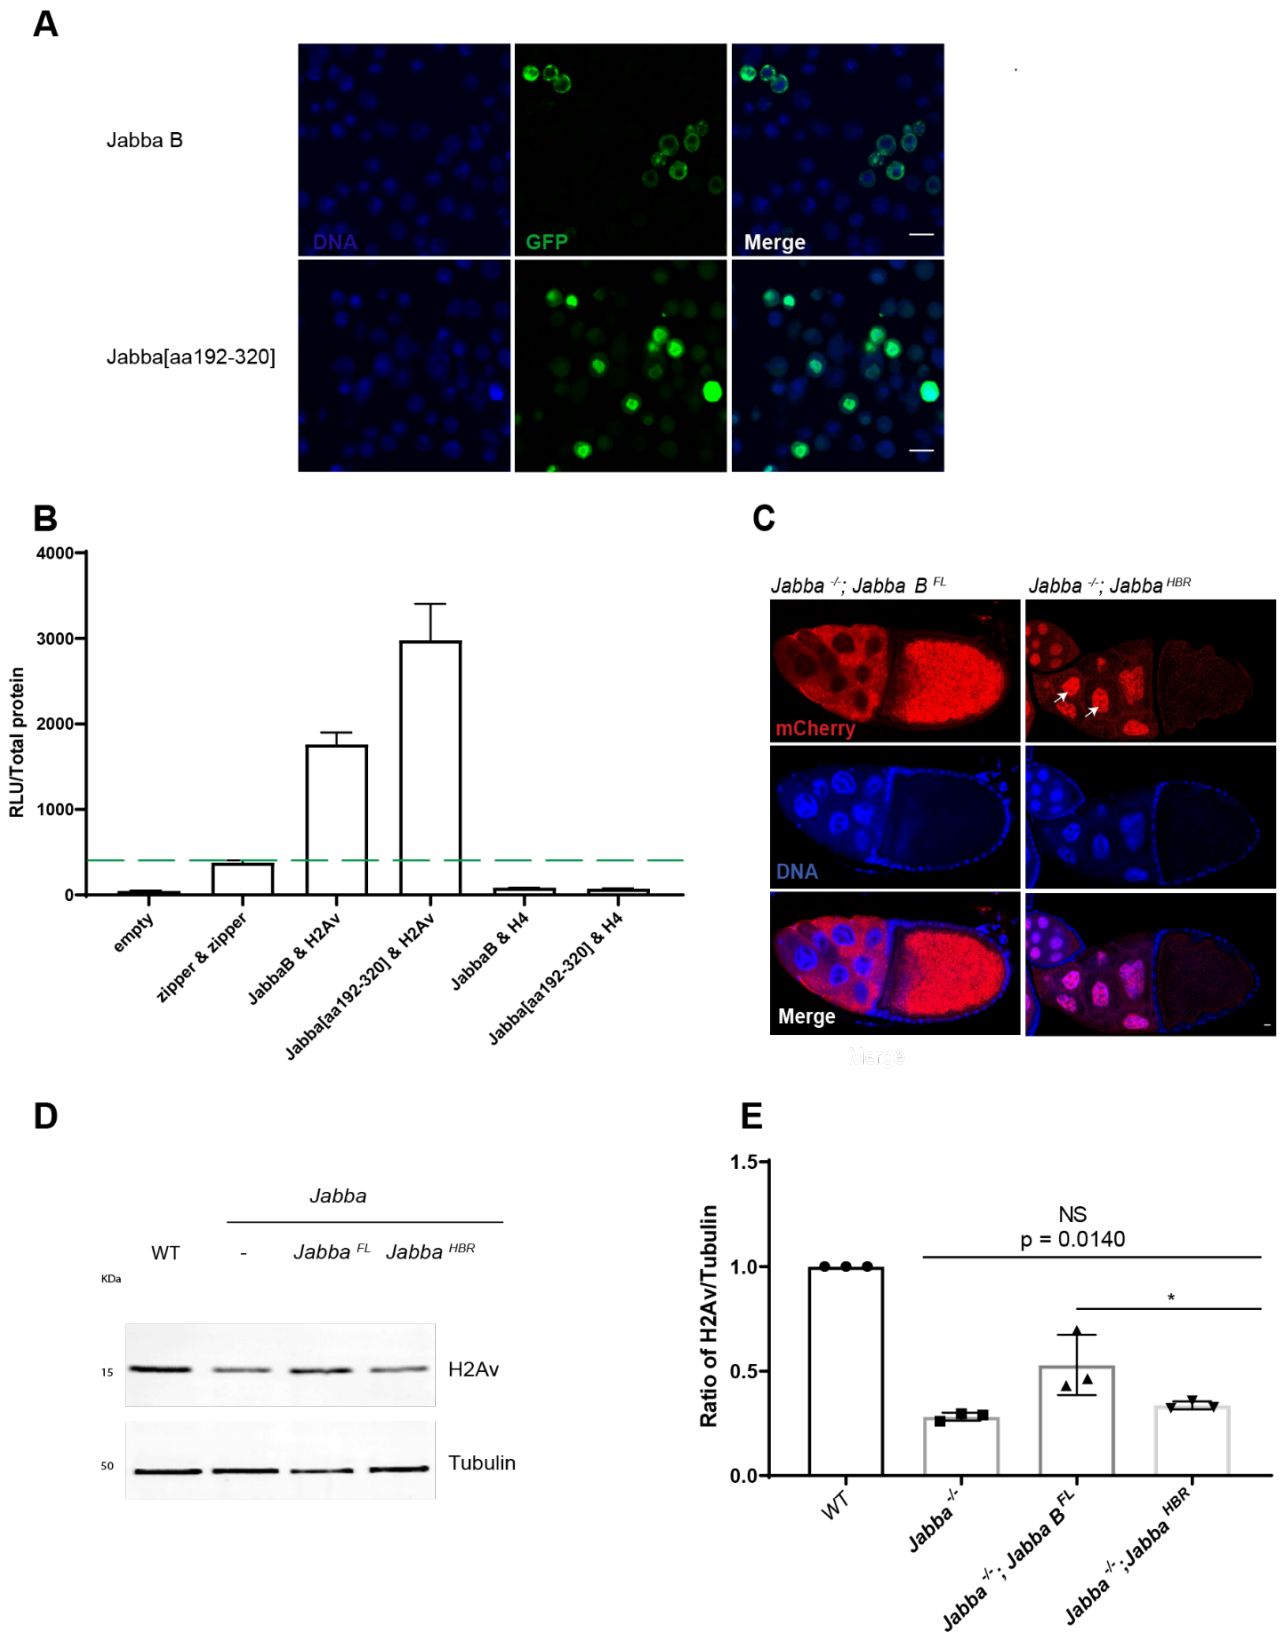 A
Jabba B
DNA
GFP
Merge
Jabba[aa192-320]
B
4000
3000
2000
1000
0
RLU/Total protein
empty
zipper & zipper
JabbaB & H2Av
Jabba[aa192-320] & H2Av
JabbaB & H4
Jabba[aa192-320] & H4
C
Jabba -/-; Jabba B FL
Jabba -/-; Jabba HBR
mCherry
DNA
Merge
Merge
D
Jabba
WT
-
Jabba FL
Jabba HBR
KDa
15
H2Av
50
Tubulin
E
1.5
1.0
0.5
0.0
Ratio of H2Av/Tubulin
NS
p = 0.0140
*
WT
Jabba -/-
Jabba -/-; Jabba B FL
Jabba -/-;Jabba HBR